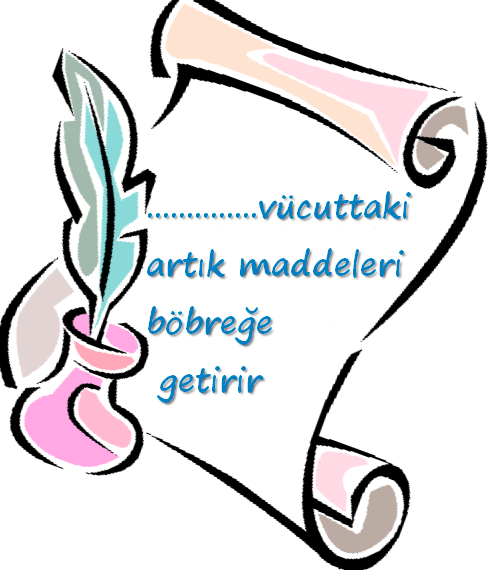 ..............vücuttaki
artık maddeleri
böbreğe
getirir